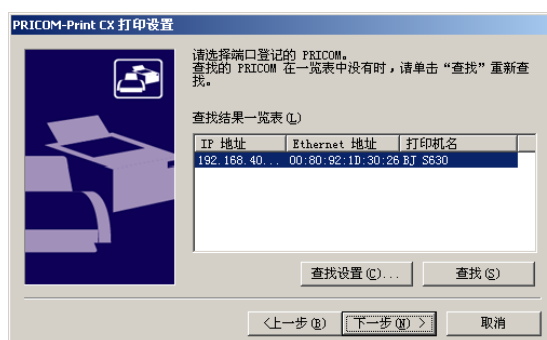 PRICOM-Print CX 打印设置
请选择端口登记的 PRICOM。
查找的 PRICOM 在一览表中没有时，请单击“查找”重新查
找。
查找结果一览表(L)
IP 地址 Ethernet 地址 打印机名
192.168.40... 00:80:92:1D:30:26 BJ S630
查找设置(C)... 查找(S)
<上一步(B) 下一步(N) > 取消